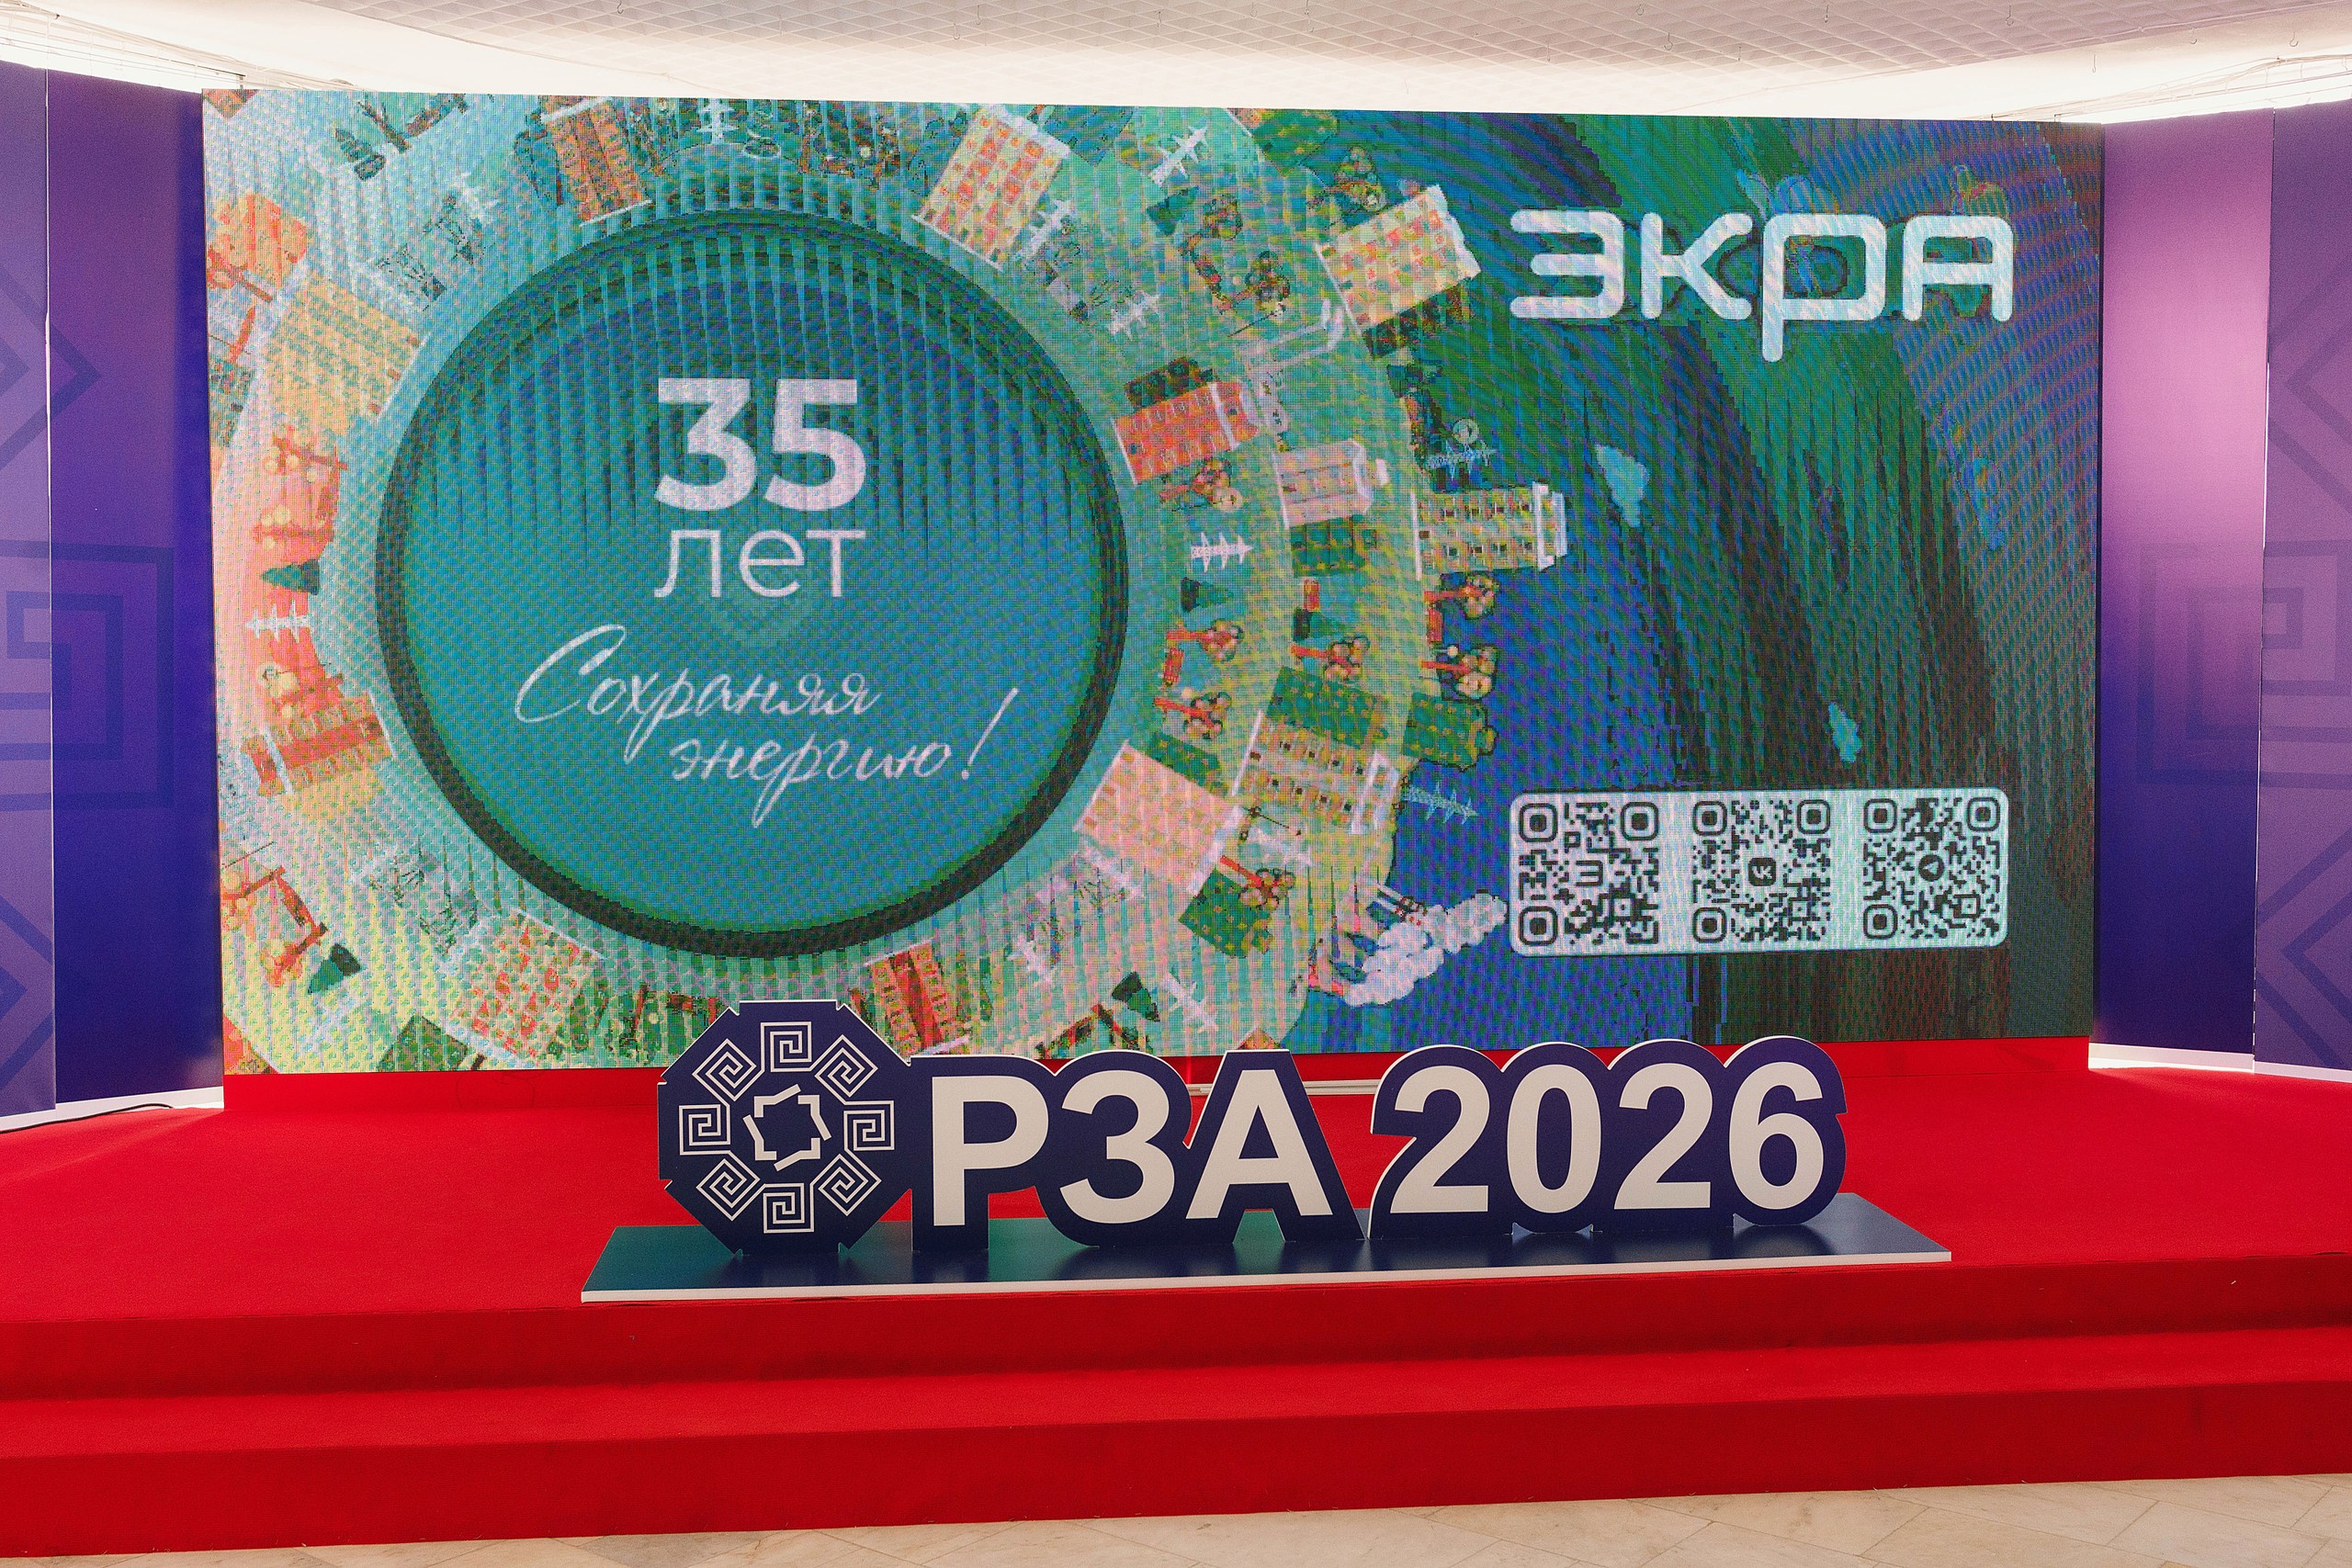 ЭКРА
35
лет
Сохраняя
энергию!
РЗА 2026